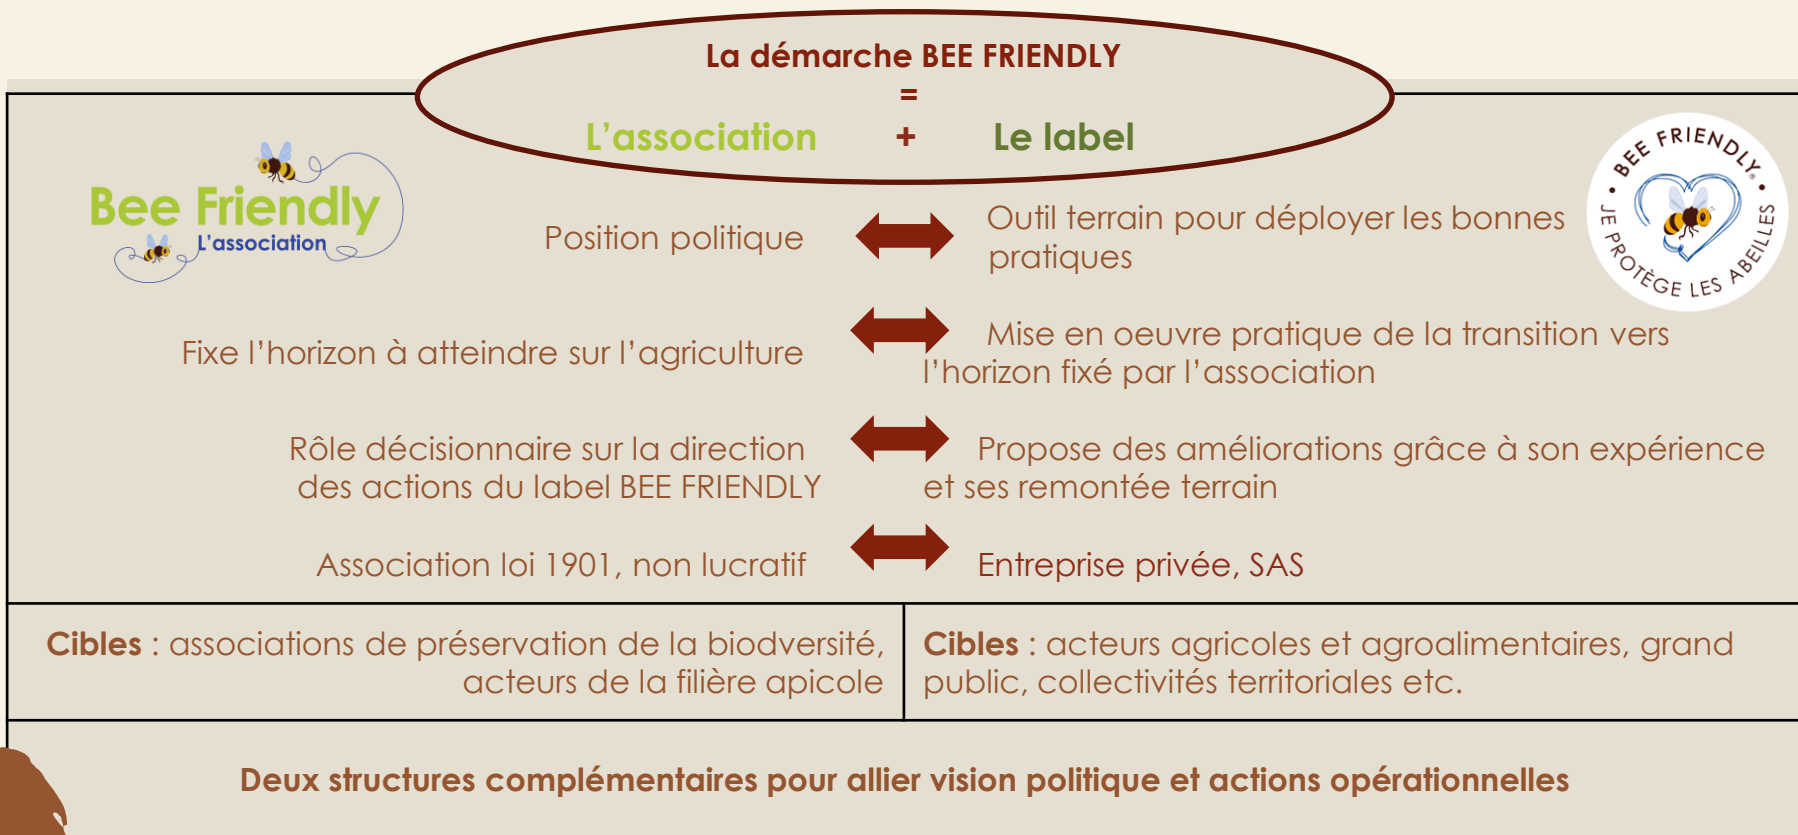 La démarche BEE FRIENDLY
=
L'association + Le label
Bee Friendly
L'association
BEE FRIENDLY®
JE PROTÈGE LES ABEILLES
Position politique
Outil terrain pour déployer les bonnes
pratiques
Fixe l'horizon à atteindre sur l'agriculture
Mise en oeuvre pratique de la transition vers
l'horizon fixé par l'association
Rôle décisionnaire sur la direction
des actions du label BEE FRIENDLY
Propose des améliorations grâce à son expérience
et ses remontée terrain
Association loi 1901, non lucratif
Entreprise privée, SAS
Cibles : associations de préservation de la biodversité,
acteurs de la filière apicole
Cibles : acteurs agricoles et agroalimentaires, grand
public, collectivités territoriales etc.
Deux structures complémentaires pour allier vision politique et actions opérationnelles